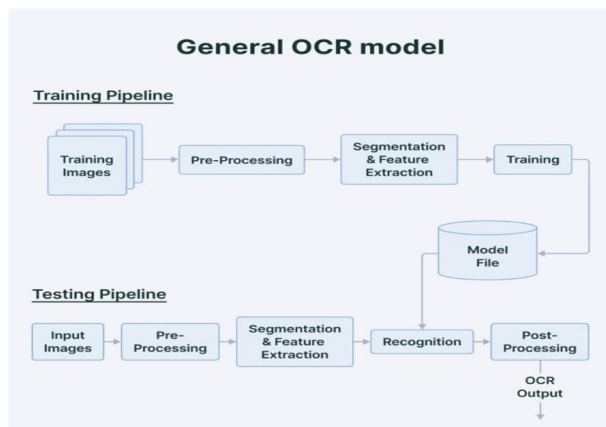 General OCR model
Training Pipeline
Training
Images
Pre-Processing
Segmentation
& Feature
Extraction
Training
Model
File
Testing Pipeline
Input
Images
Pre-
Processing
Segmentation
& Feature
Extraction
Recognition
Post-
Processing
OCR
Output